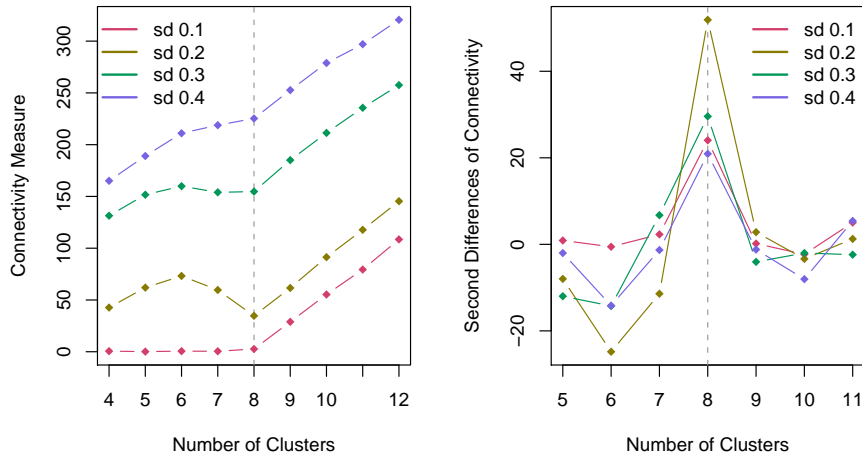 Connectivity Measure
300
250
200
150
100
50
0
sd 0.1
sd 0.2
sd 0.3
sd 0.4
4 5 6 7 8 9 10 12
Number of Clusters
Second Differences of Connectivity
40
20
0
−20
sd 0.1
sd 0.2
sd 0.3
sd 0.4
5 6 7 8 9 10 11
Number of Clusters